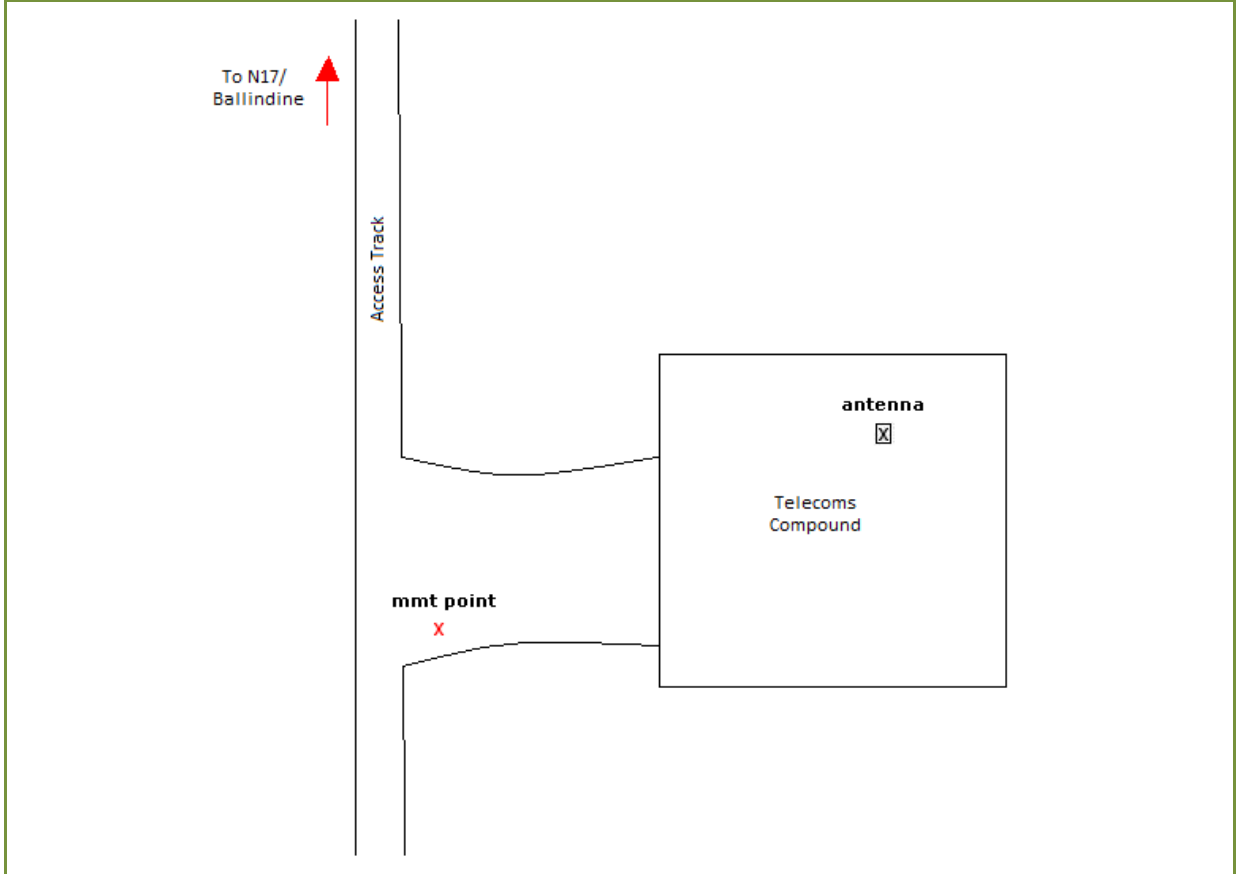 To N17/
Ballindine
Access Track
antenna
X
Telecoms
Compound
mmt point
X